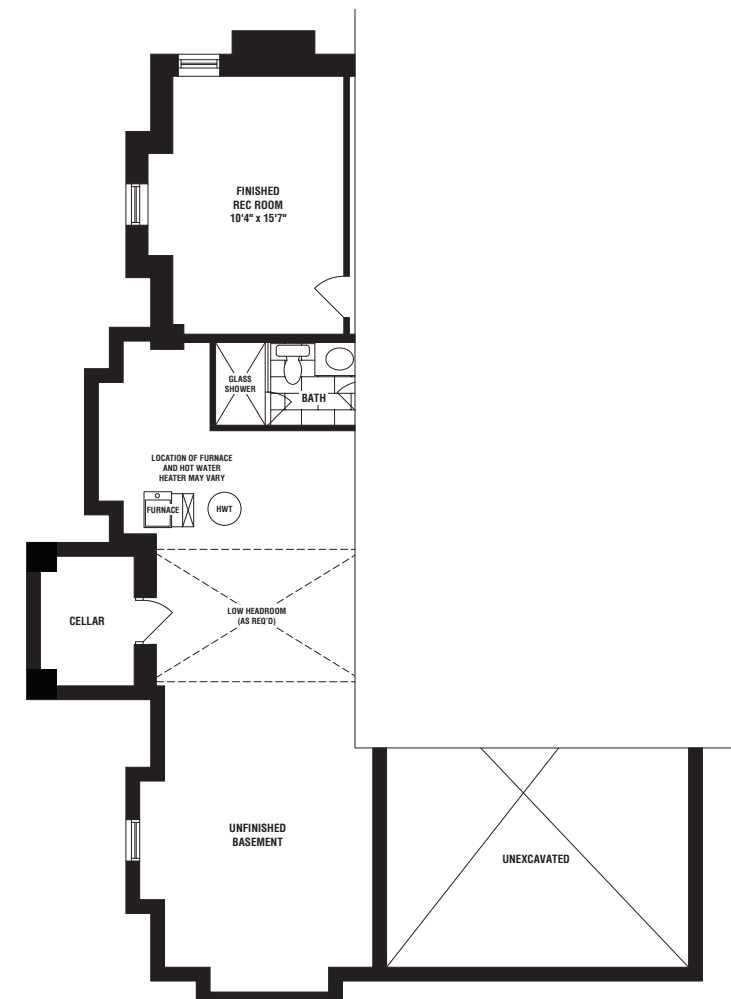 FINISHED
REC ROOM
10'4" x 15'7"
GLASS
SHOWER
BATH
LOCATION OF FURNACE
AND HOT WATER
HEATER MAY VARY
FURNACE
HWT
CELLAR
LOW HEADROOM
(AS REQ'D)
UNFINISHED
BASEMENT
UNEXCAVATED